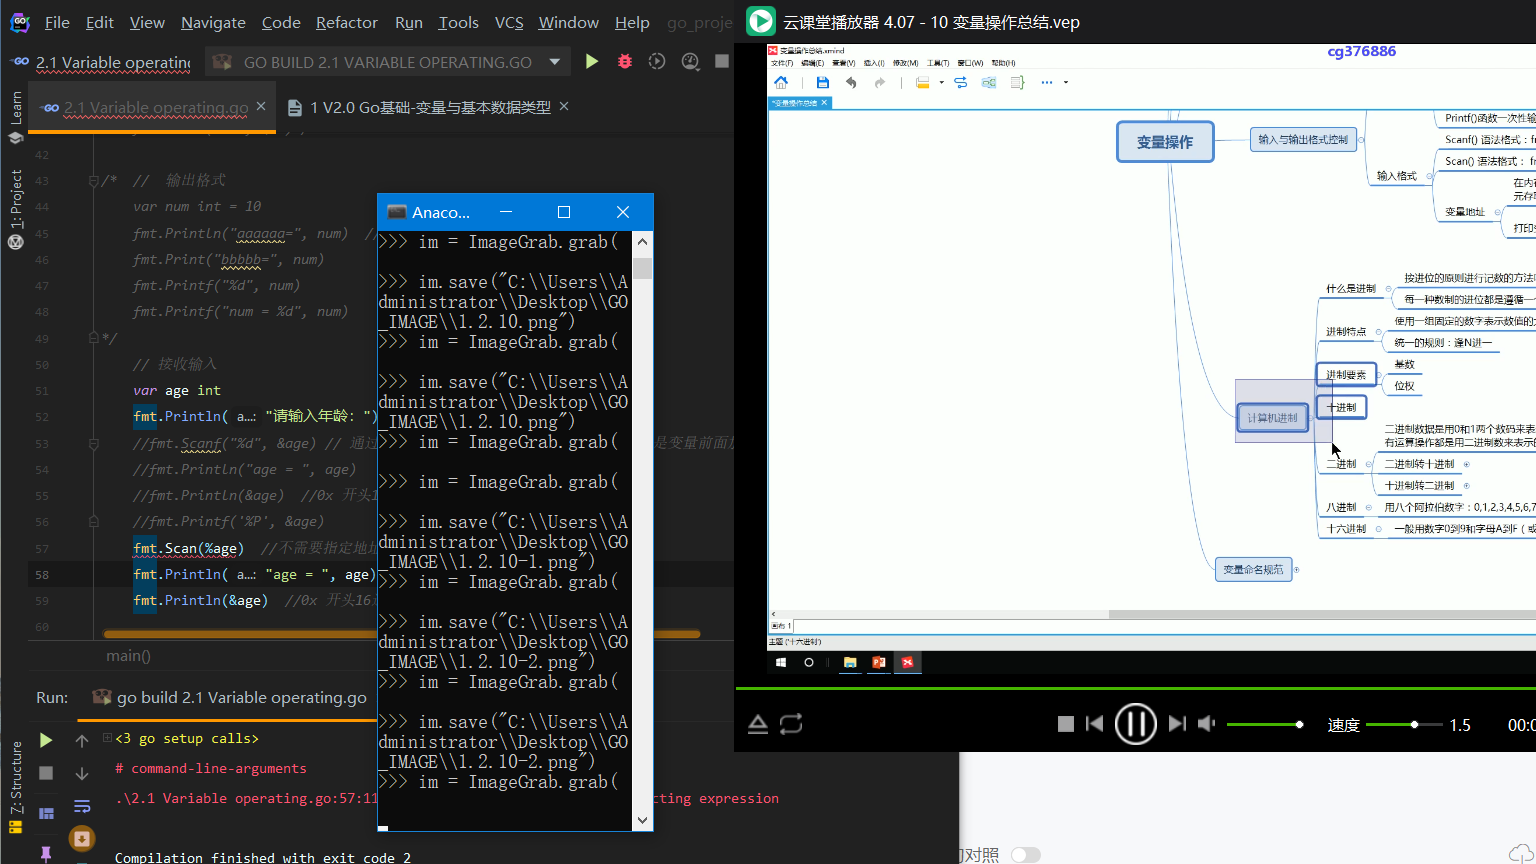 File Edit View Navigate Code Refactor Run Tools VCS Window Help go_proje
2.1 Variable operating
GO BUILD 2.1 VARIABLE OPERATING.GO
2.1 Variable operating.go
1 V2.0 Go基础-变量与基本数据类型
Learn
1: Project
Z: Structure
42
43 /* // 输出格式
44 var num int = 10
45 fmt.Println("aaaaaa=", num) //
46 fmt.Print("bbbbb=", num)
47 fmt.Printf("%d", num)
48 fmt.Printf("num = %d", num)
49 */
50 // 接收输入
51 var age int
52 fmt.Println( a...: "请输入年龄: ")
53 //fmt.Scanf("%d", &age) // 通过 是变量前面加
54 //fmt.Println("age = ", age)
55 //fmt.Println(&age) //0x 开头1
56 //fmt.Printf('%P', &age)
57 fmt.Scan(%age) //不需要指定地址
58 fmt.Println( a...: "age = ", age)
59 fmt.Println(&age) //0x 开头16
60
main()
Run: go build 2.1 Variable operating.go
<3 go setup calls>
# command-line-arguments
.\2.1 Variable operating.go:57:11 cting expression
Compilation finished with exit code 2
Anaco...
>>> im = ImageGrab.grab(
>>> im.save("C:\\Users\\A
dministrator\\Desktop\\GO
_IMAGE\\1.2.10.png")
>>> im = ImageGrab.grab(
>>> im.save("C:\\Users\\A
dministrator\\Desktop\\GO
_IMAGE\\1.2.10.png")
>>> im = ImageGrab.grab(
>>> im = ImageGrab.grab(
>>> im.save("C:\\Users\\A
dministrator\\Desktop\\GO
_IMAGE\\1.2.10-1.png")
>>> im = ImageGrab.grab(
>>> im.save("C:\\Users\\A
dministrator\\Desktop\\GO
_IMAGE\\1.2.10-2.png")
>>> im = ImageGrab.grab(
>>> im.save("C:\\Users\\A
dministrator\\Desktop\\GO
_IMAGE\\1.2.10-2.png")
>>> im = ImageGrab.grab(
云课堂播放器 4.07 - 10 变量操作总结.vep
变量操作总结.xmind
cg376886
文件(F) 编辑(E) 查看(V) 插入(I) 修改(M) 工具(T) 窗口(W) 帮助(H)
*变量操作总结
变量操作
输入与输出格式控制
Printf()函数一次性输
Scanf() 语法格式：fr
Scan() 语法格式： fr
输入格式
在内存
元存
变量地址
打印
什么是进制
按进位的原则进行记数的方法
每一种数制的进位都是遵循一个
进制特点
使用一组固定的数字表示数值的大
统一的规则：逢N进一
进制要素
基数
位权
十进制
计算机进制
二进制数据是用0和1两个数码来表
有运算操作都是用二进制数来表示的
二进制
二进制转十进制
十进制转二进制
八进制
用八个阿拉伯数字：0,1,2,3,4,5,6,7
十六进制
一般用数字0到9和字母A到F（或
变量命名规范
画布 1
主题 ('十六进制')
速度 1.5 00:0
对照